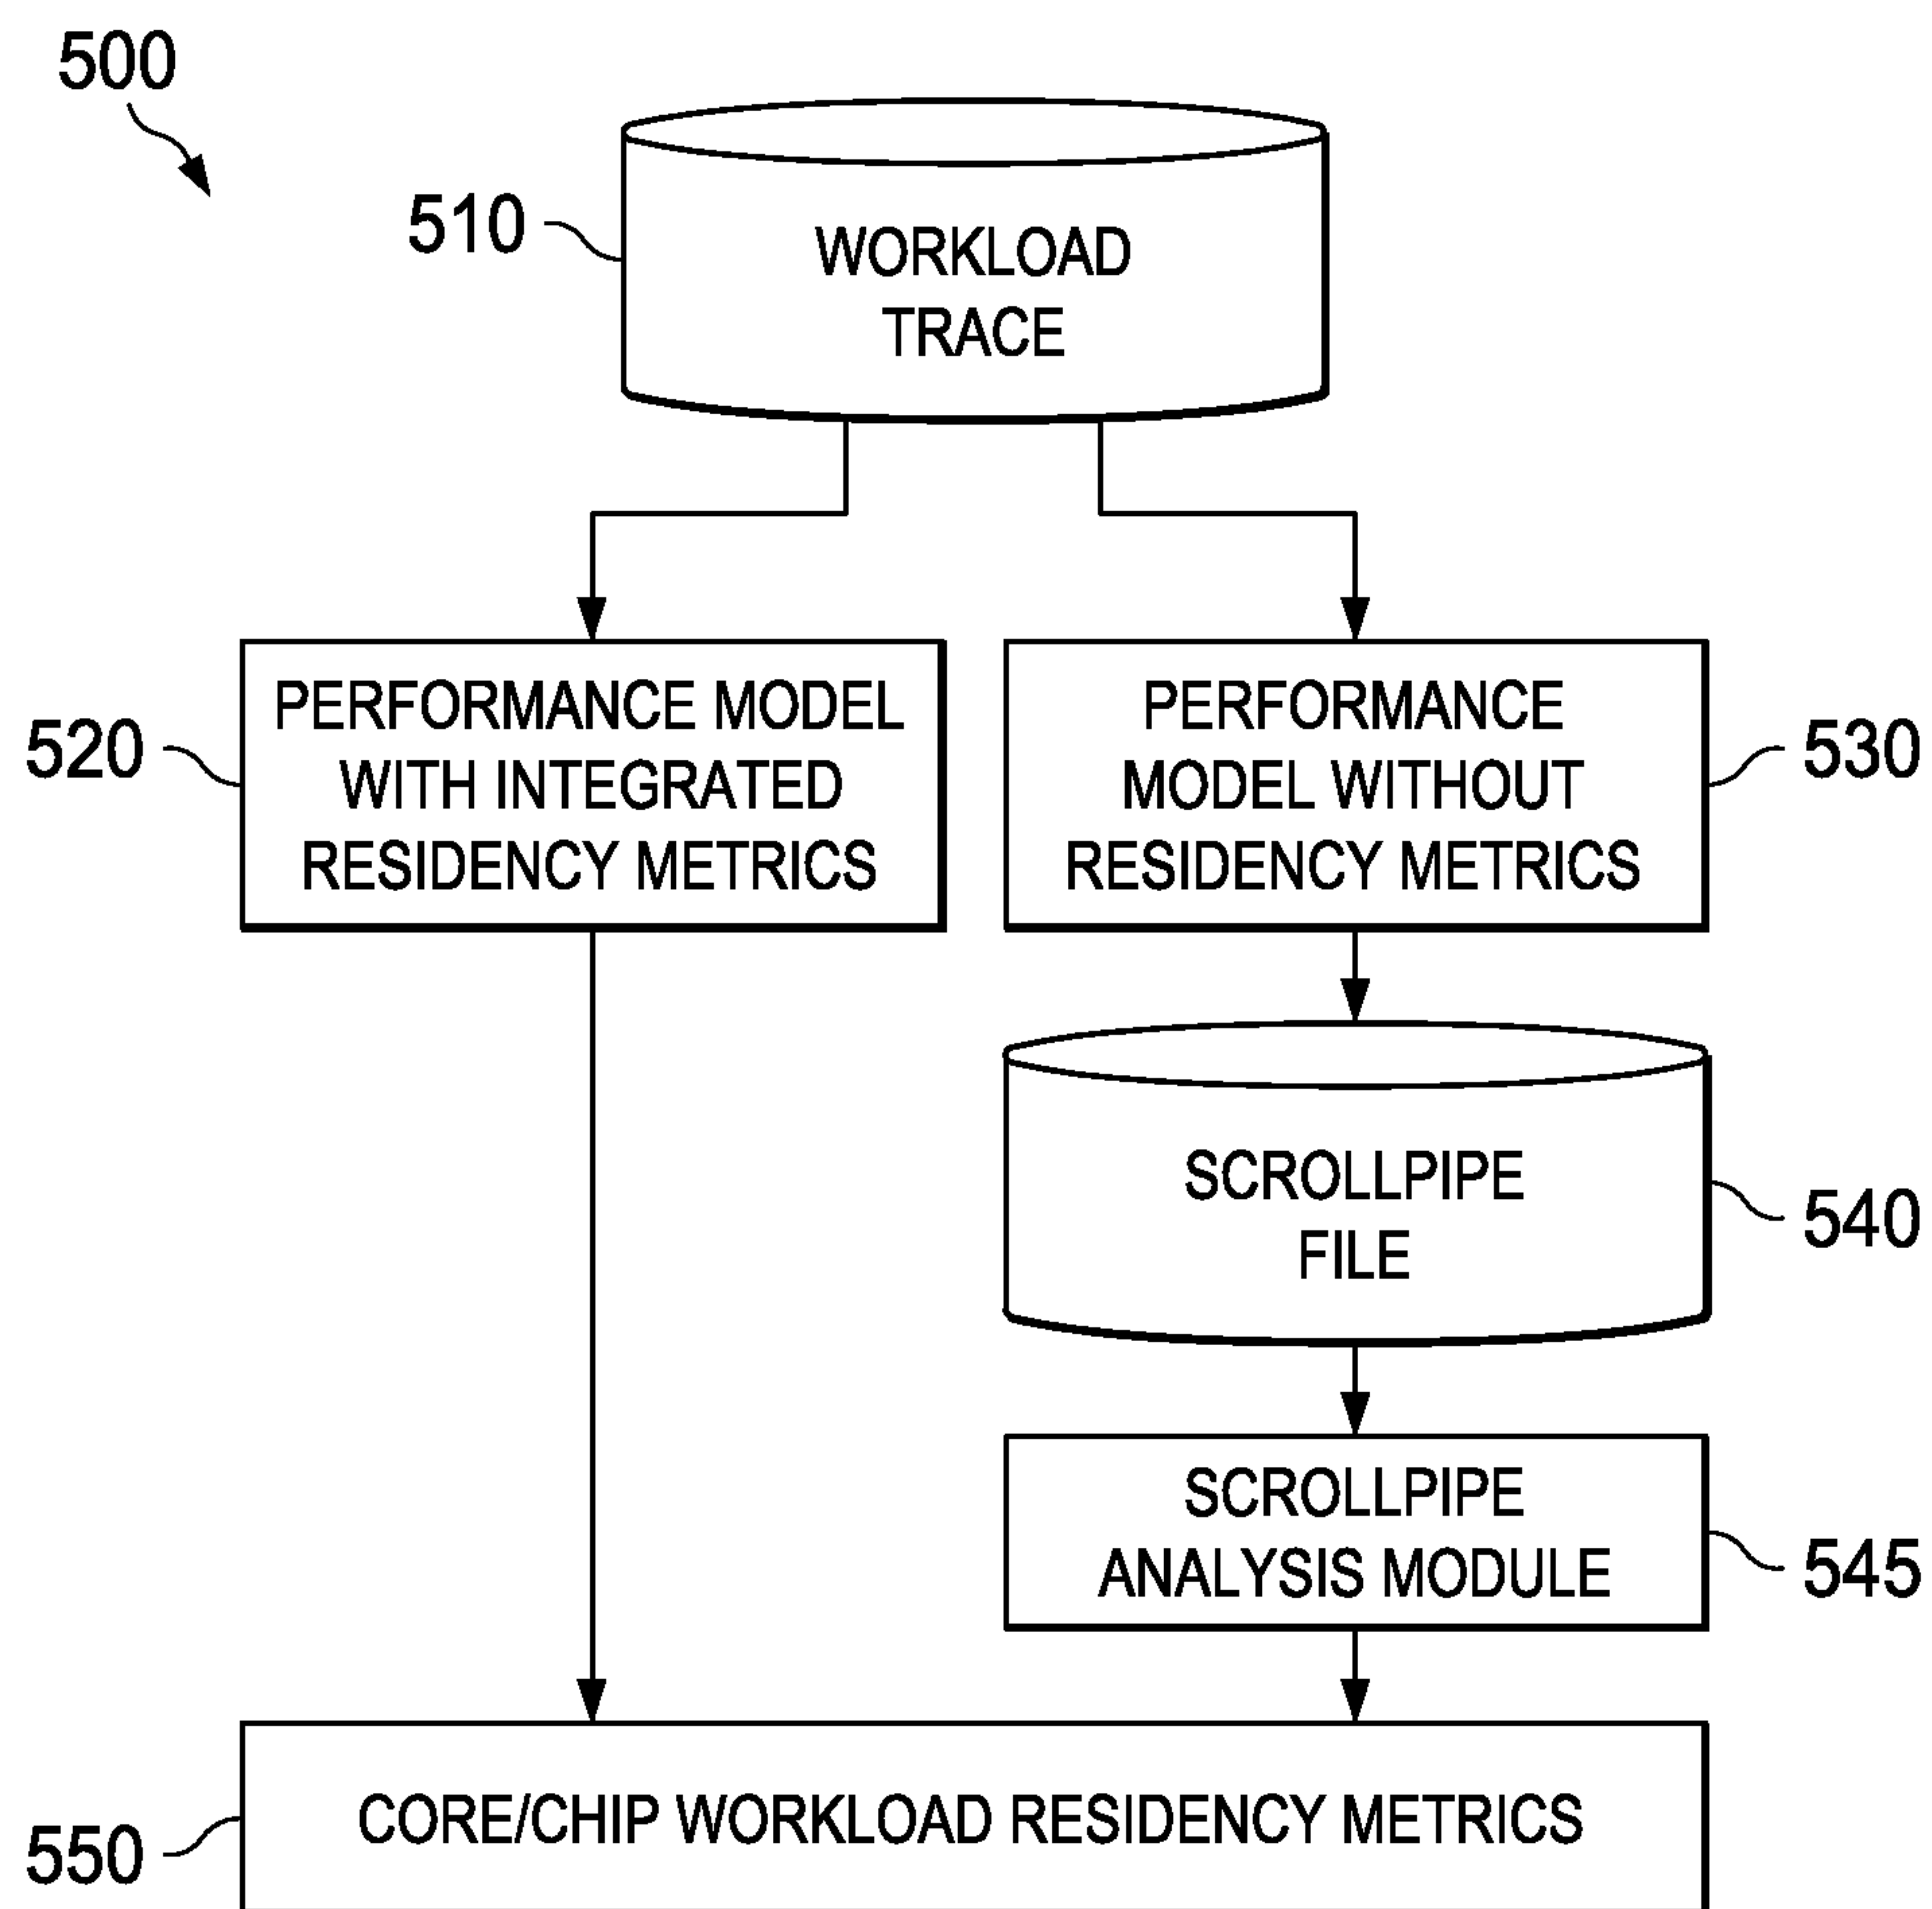 500
510
WORKLOAD
TRACE
520
PERFORMANCE MODEL
WITH INTEGRATED
RESIDENCY METRICS
PERFORMANCE
MODEL WITHOUT
RESIDENCY METRICS
530
SCROLLPIPE
FILE
540
SCROLLPIPE
ANALYSIS MODULE
545
CORE/CHIP WORKLOAD RESIDENCY METRICS
550